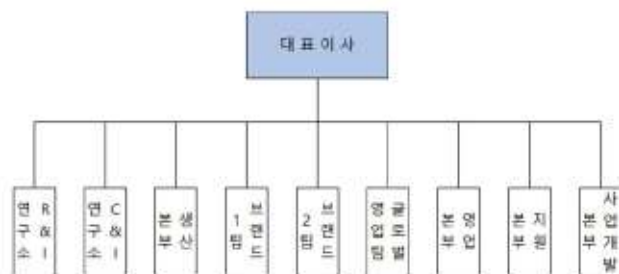 대표이사
R&I 연구소
C&I 연구소
생산 본부
브랜드 1팀
브랜드 2팀
글로벌 영업팀
영업 본부
지원 본부
사업개발 본부